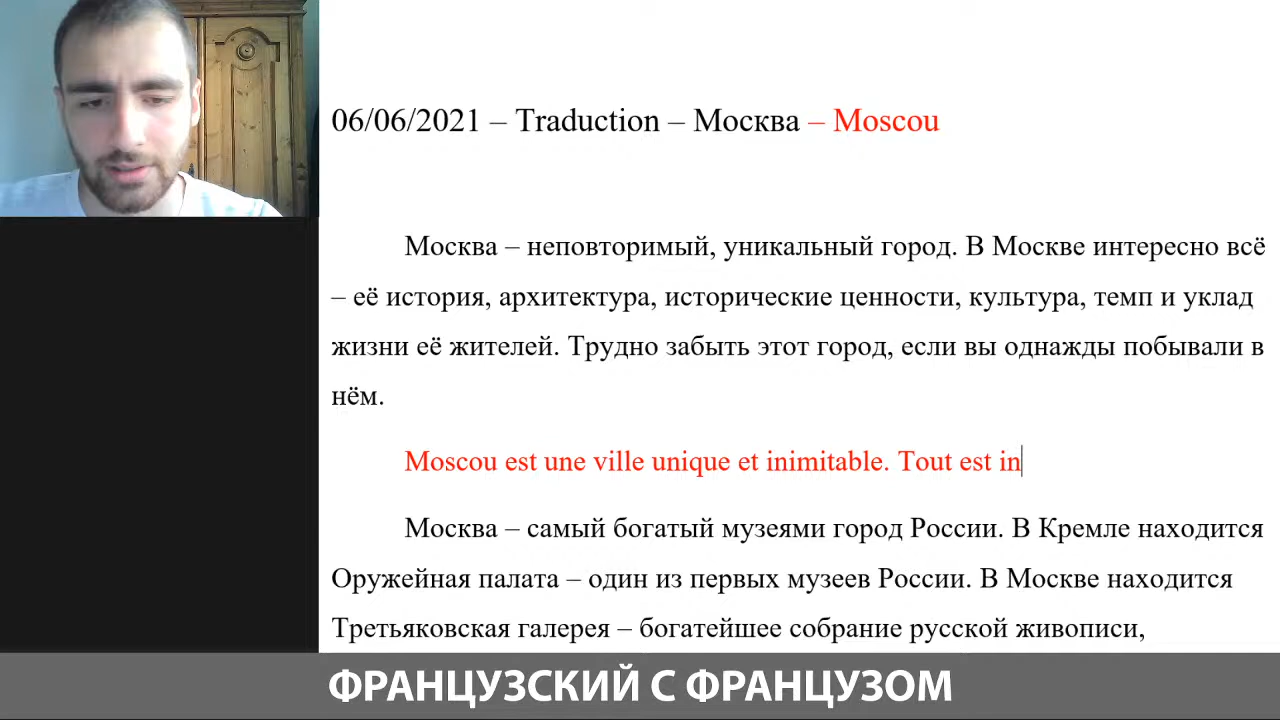 06/06/2021 – Traduction – Москва – Moscou
Москва – неповторимый, уникальный город. В Москве интересно всё
– её история, архитектура, исторические ценности, культура, темп и уклад
жизни её жителей. Трудно забыть этот город, если вы однажды побывали в
нём.
Moscou est une ville unique et inimitable. Tout est in
Москва – самый богатый музеями город России. В Кремле находится
Оружейная палата – один из первых музеев России. В Москве находится
Третьяковская галерея – богатейшее собрание русской живописи,
ФРАНЦУЗСКИЙ С ФРАНЦУЗОМ